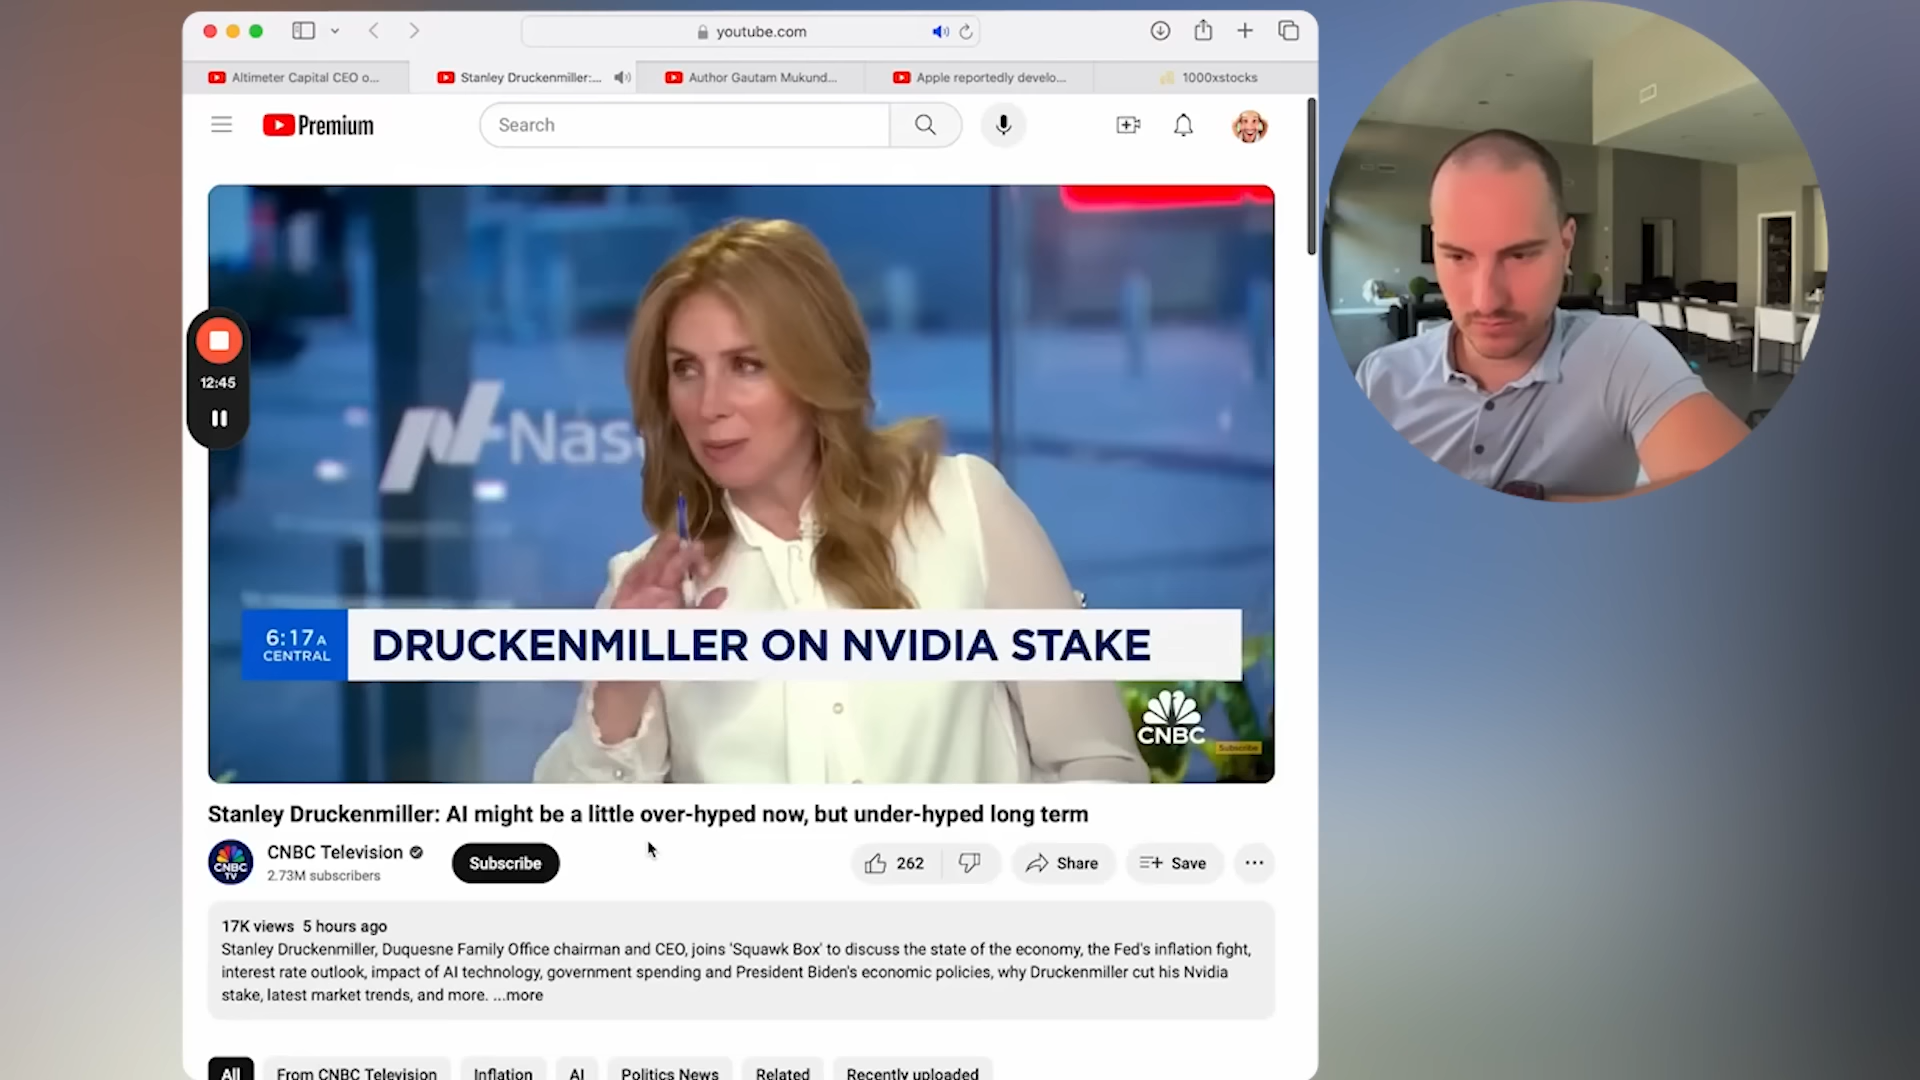 youtube.com
Altimeter Capital CEO o...
Stanley Druckenmiller:...
Author Gautam Mukund...
Apple reportedly develo...
1000xstocks
Premium
Search
12:45
Nas
6:17A
CENTRAL
DRUCKENMILLER ON NVIDIA STAKE
CNBC
Subscribe
Stanley Druckenmiller: AI might be a little over-hyped now, but under-hyped long term
CNBC
TV
CNBC Television
2.73M subscribers
Subscribe
262
Share
Save
17K views 5 hours ago
Stanley Druckenmiller, Duquesne Family Office chairman and CEO, joins 'Squawk Box' to discuss the state of the economy, the Fed's inflation fight,
interest rate outlook, impact of AI technology, government spending and President Biden's economic policies, why Druckenmiller cut his Nvidia
stake, latest market trends, and more. ...more
All
From CNBC Television
Inflation
AI
Politics News
Related
Recently uploaded